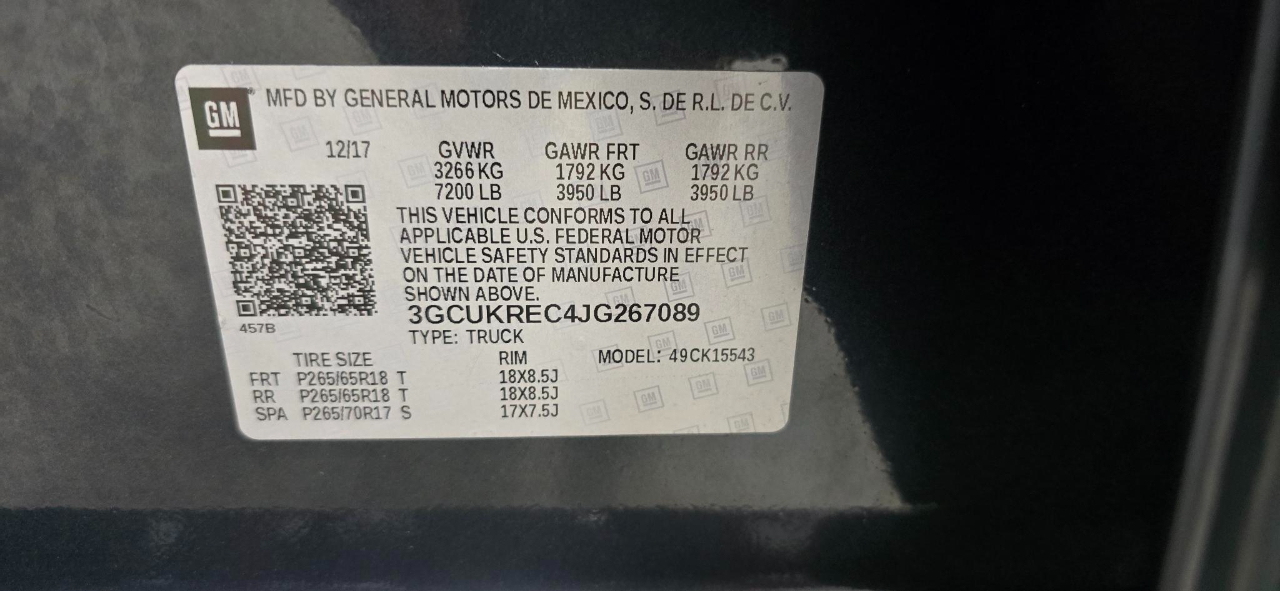 GM MFD BY GENERAL MOTORS DE MEXICO, S. DE R.L. DE C.V.
12/17 GVWR GAWR FRT GAWR RR
3266 KG 1792 KG 1792 KG
7200 LB 3950 LB 3950 LB
THIS VEHICLE CONFORMS TO ALL
APPLICABLE U.S. FEDERAL MOTOR
VEHICLE SAFETY STANDARDS IN EFFECT
ON THE DATE OF MANUFACTURE
SHOWN ABOVE.
3GCUKREC4JG267089
457B
TYPE: TRUCK
TIRE SIZE RIM MODEL: 49CK15543
FRT P265/65R18 T 18X8.5J
RR P265/65R18 T 18X8.5J
SPA P265/70R17 S 17X7.5J